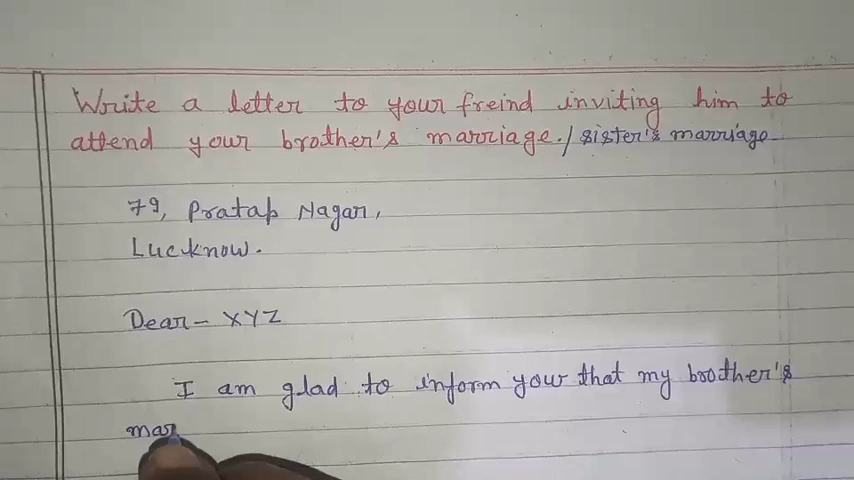 Write a letter to your freind inviting him to
attend your brother's marriage./sister's marriage
79, Pratap Nagar,
Lucknow.
Dear - XYZ
I am glad to inform your that my brother's
mar